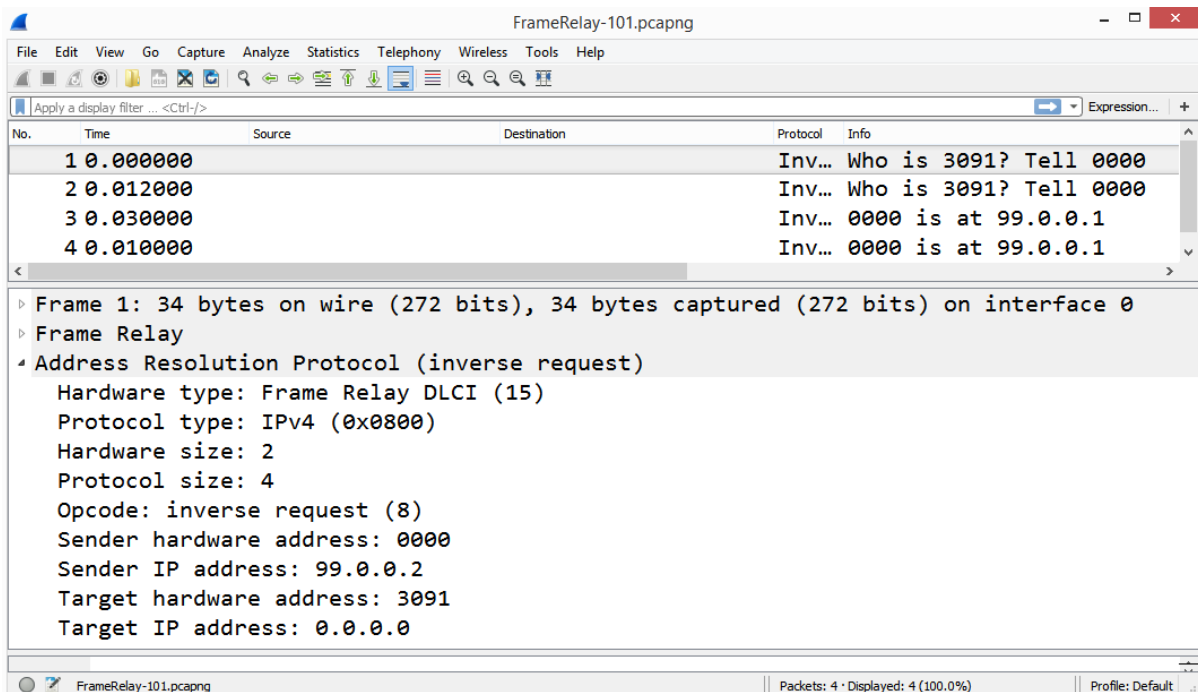 FrameRelay-101.pcapng
File Edit View Go Capture Analyze Statistics Telephony Wireless Tools Help
Apply a display filter ... <Ctrl-/> Expression... +
No. Time Source Destination Protocol Info
1 0.000000 Inv... Who is 3091? Tell 0000
2 0.012000 Inv... Who is 3091? Tell 0000
3 0.030000 Inv... 0000 is at 99.0.0.1
4 0.010000 Inv... 0000 is at 99.0.0.1
Frame 1: 34 bytes on wire (272 bits), 34 bytes captured (272 bits) on interface 0
Frame Relay
Address Resolution Protocol (inverse request)
Hardware type: Frame Relay DLCI (15)
Protocol type: IPv4 (0x0800)
Hardware size: 2
Protocol size: 4
Opcode: inverse request (8)
Sender hardware address: 0000
Sender IP address: 99.0.0.2
Target hardware address: 3091
Target IP address: 0.0.0.0
FrameRelay-101.pcapng Packets: 4 · Displayed: 4 (100.0%) Profile: Default